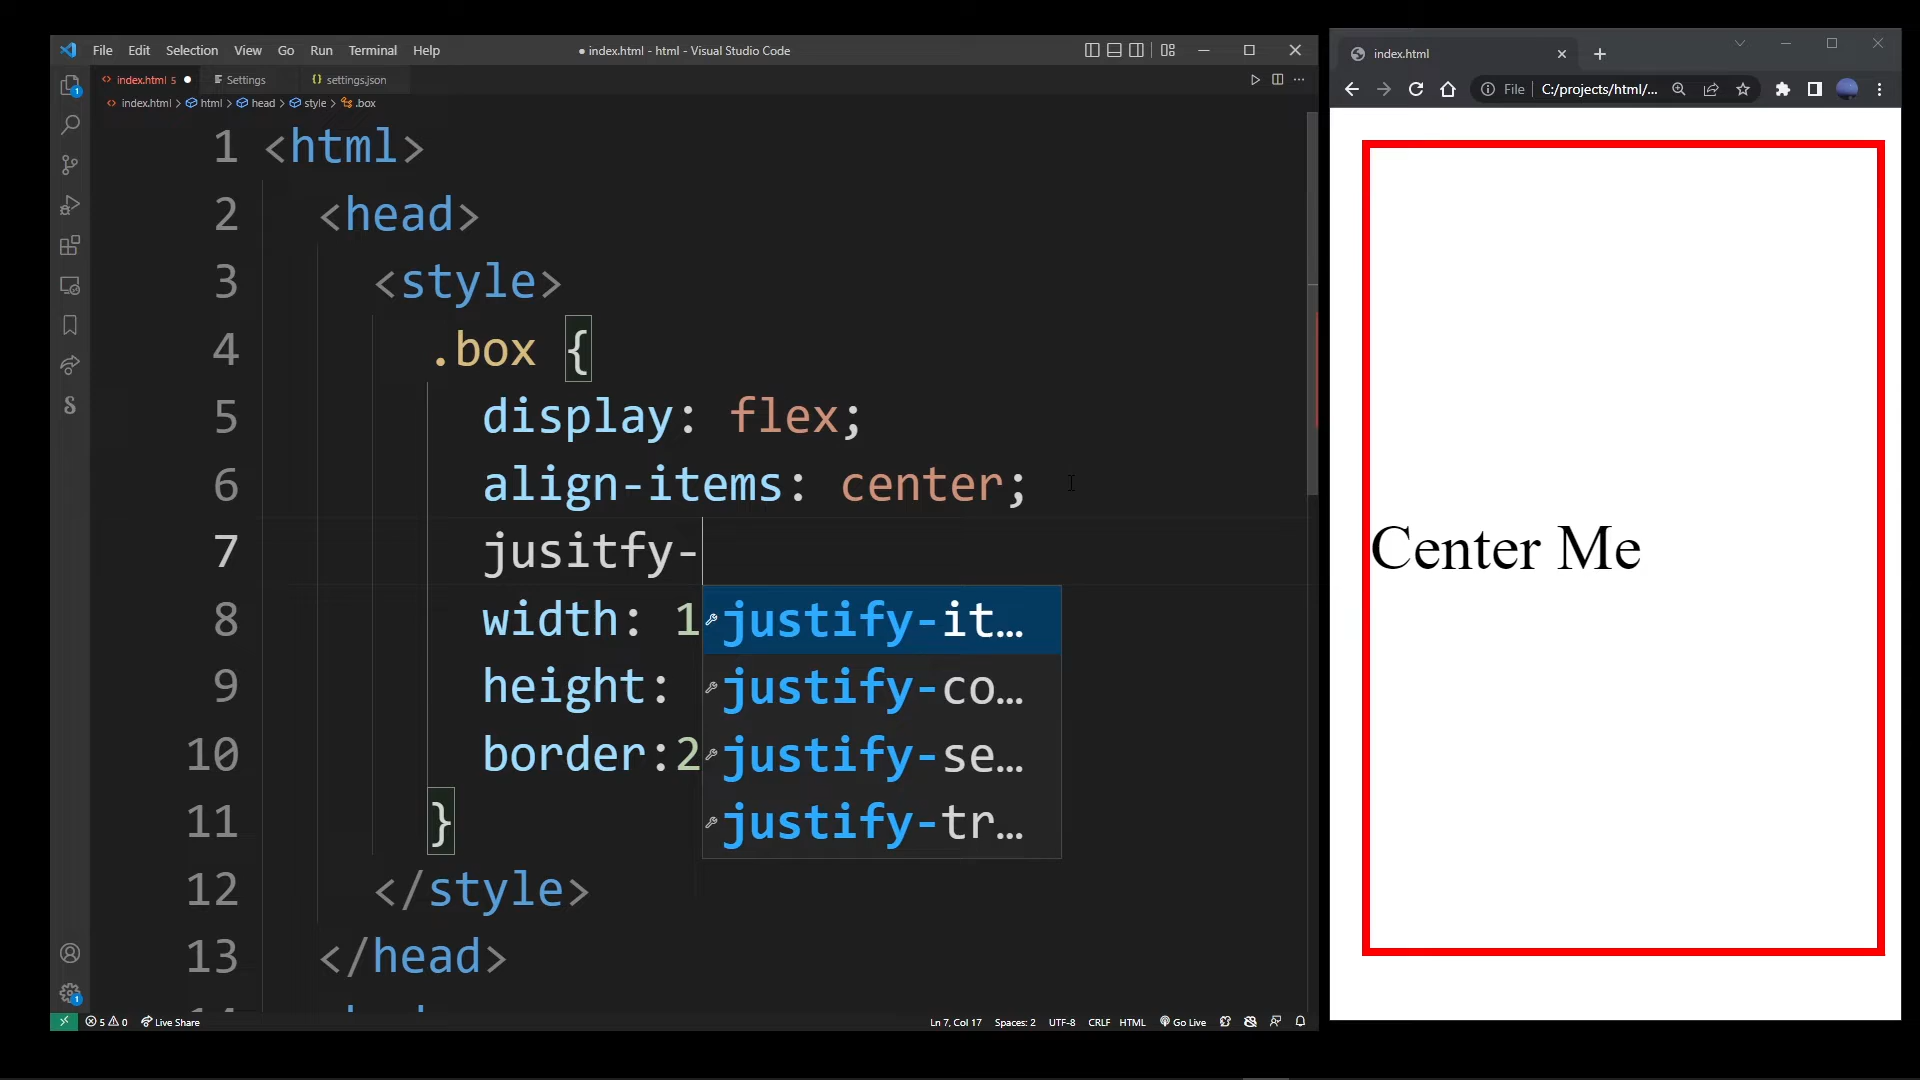 File Edit Selection View Go Run Terminal Help
● index.html - html - Visual Studio Code
index.html 5 ● Settings settings.json
index.html > html > head > style > .box
1 <html>
2 <head>
3 <style>
4 .box {
5 display: flex;
6 align-items: center;
7 jusitfy-
8 width: 1
justify-it…
9 height:
justify-co…
10 border:2
justify-se…
11 }
justify-tr…
12 </style>
13 </head>
5 0 Live Share
Ln 7, Col 17 Spaces: 2 UTF-8 CRLF HTML Go Live
index.html
File C:/projects/html/...
Center Me